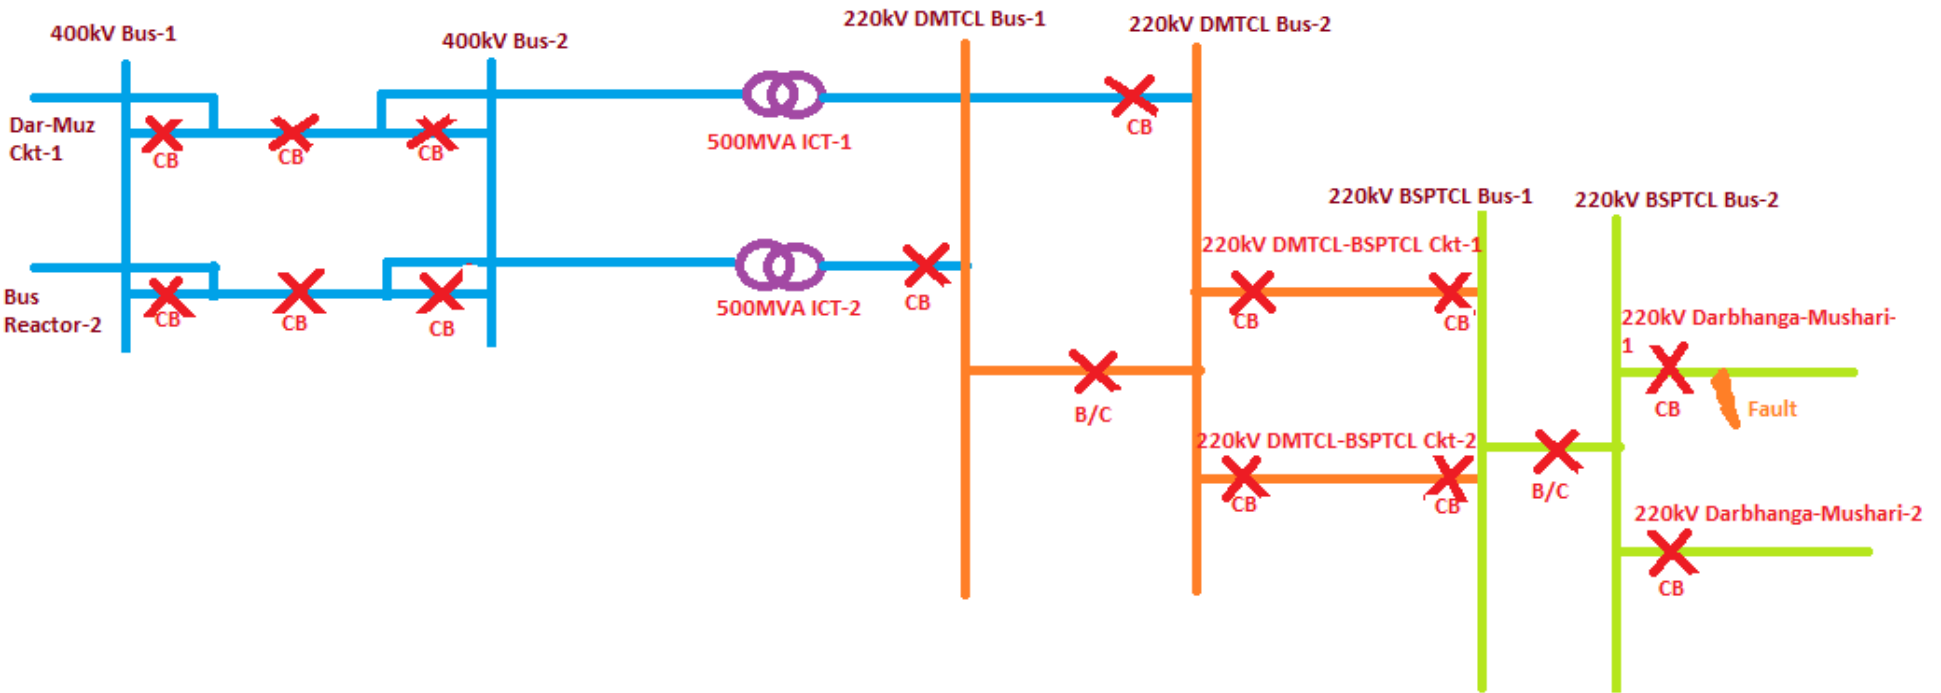 400kV Bus-1
400kV Bus-2
220kV DMTCL Bus-1
220kV DMTCL Bus-2
Dar-Muz
Ckt-1
CB
CB
CB
500MVA ICT-1
CB
220kV BSPTCL Bus-1
220kV BSPTCL Bus-2
220kV DMTCL-BSPTCL Ckt-1
Bus
Reactor-2
CB
CB
CB
500MVA ICT-2
CB
CB
CB
220kV Darbhanga-Mushari-
1
CB
Fault
B/C
220kV DMTCL-BSPTCL Ckt-2
CB
CB
B/C
220kV Darbhanga-Mushari-2
CB